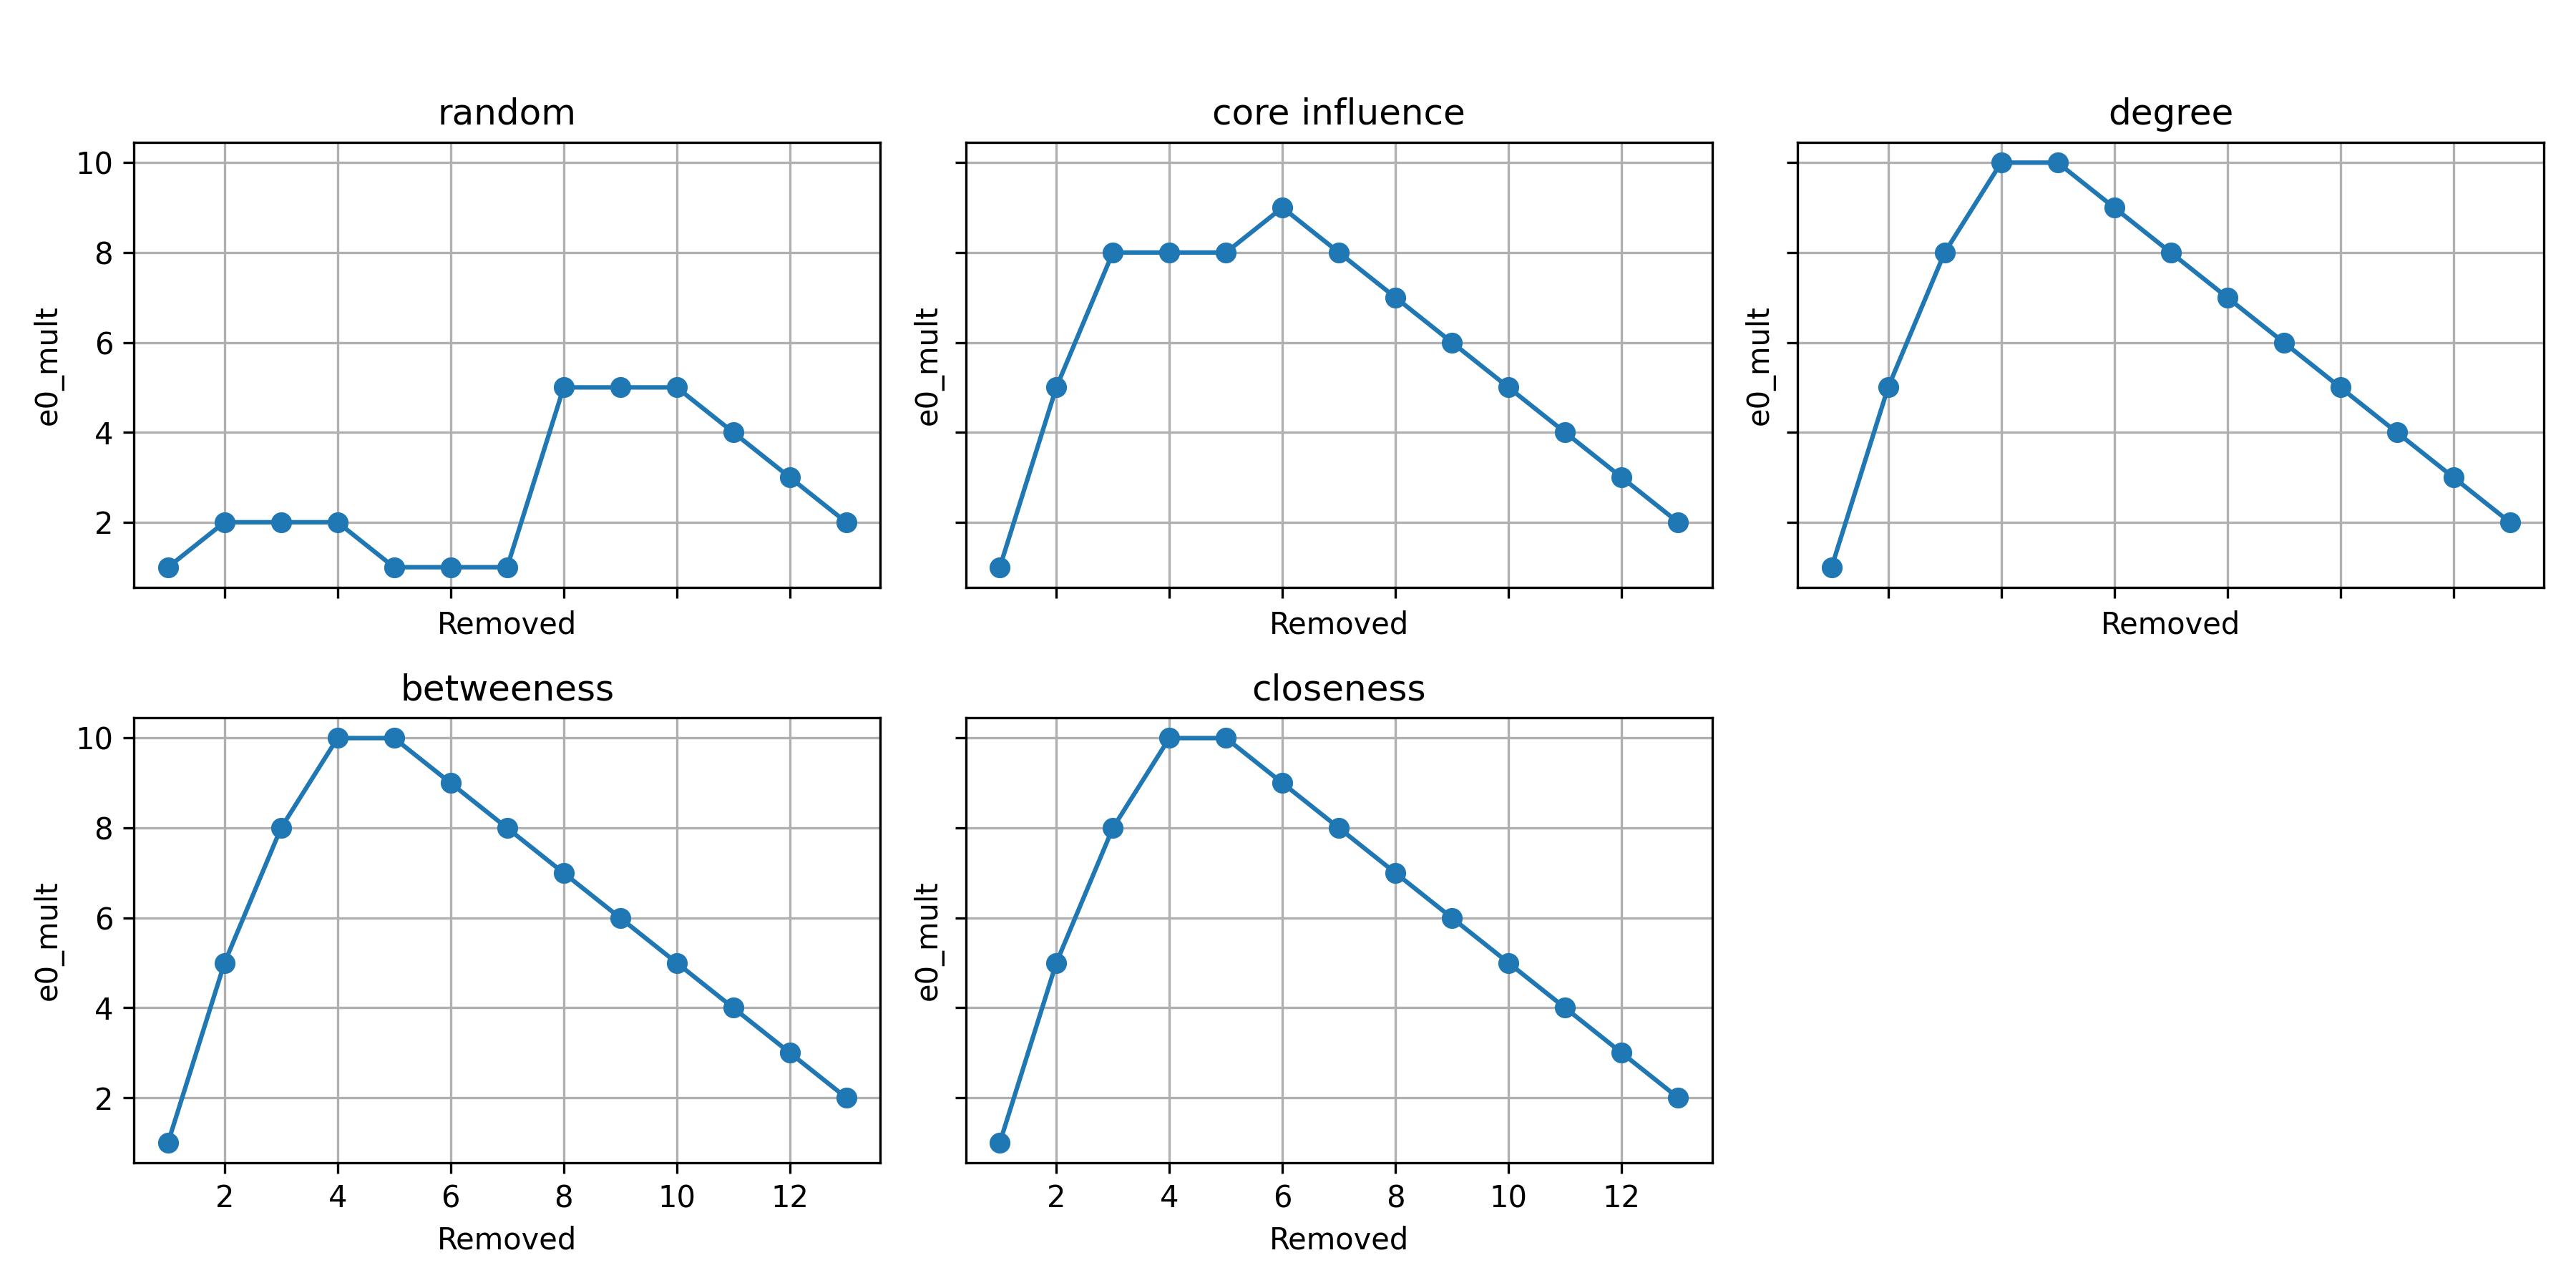 random
core influence
degree
10
8
6
4
2
e0_mult
e0_mult
e0_mult
Removed
Removed
Removed
betweeness
closeness
10
8
6
4
2
e0_mult
e0_mult
2 4 6 8 10 12
2 4 6 8 10 12
Removed
Removed